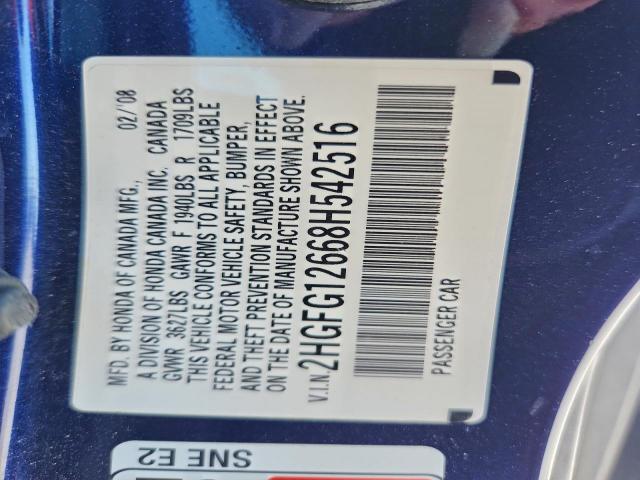 MFD. BY HONDA OF CANADA MFG., 02/'08
A DIVISION OF HONDA CANADA INC. CANADA
GVWR 3627LBS GAWR F 1940LBS R 1709LBS
THIS VEHICLE CONFORMS TO ALL APPLICABLE
FEDERAL MOTOR VEHICLE SAFETY, BUMPER,
AND THEFT PREVENTION STANDARDS IN EFFECT
ON THE DATE OF MANUFACTURE SHOWN ABOVE.
V.I.N. 2HGFG12668H542516
PASSENGER CAR
SNE E2